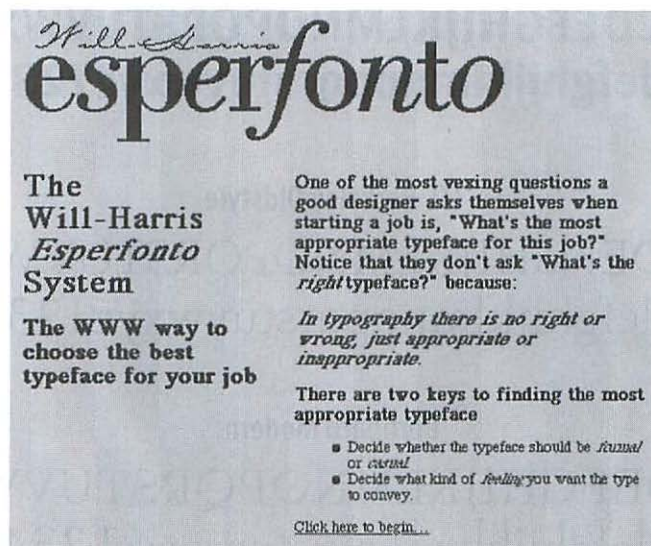 Will-Harris
esperfonto
The
Will-Harris
Esperfonto
System
The WWW way to
choose the best
typeface for your job
One of the most vexing questions a
good designer asks themselves when
starting a job is, "What's the most
appropriate typeface for this job?"
Notice that they don't ask "What's the
right typeface?" because:
In typography there is no right or
wrong, just appropriate or
inappropriate.
There are two keys to finding the most
appropriate typeface
Decide whether the typeface should be formal
or casual
Decide what kind of feeling you want the type
to convey.
Click here to begin...